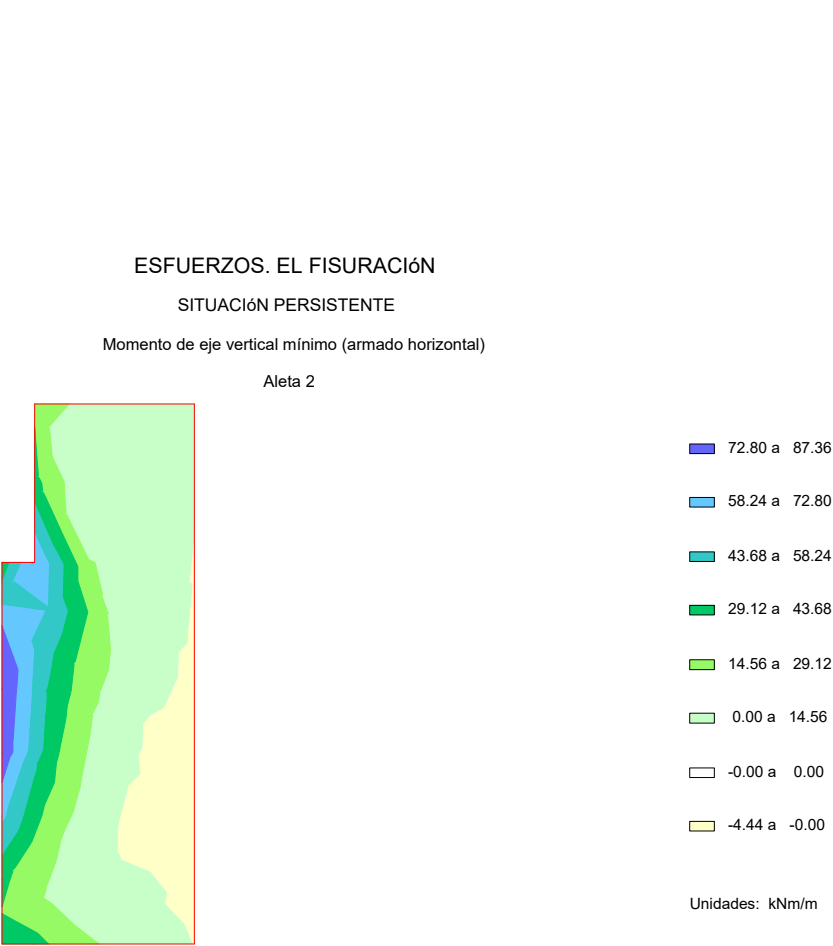 ESFUERZOS. EL FISURACIóN
SITUACIóN PERSISTENTE
Momento de eje vertical mínimo (armado horizontal)
Aleta 2
72.80 a 87.36
58.24 a 72.80
43.68 a 58.24
29.12 a 43.68
14.56 a 29.12
0.00 a 14.56
-0.00 a 0.00
-4.44 a -0.00
Unidades: kNm/m